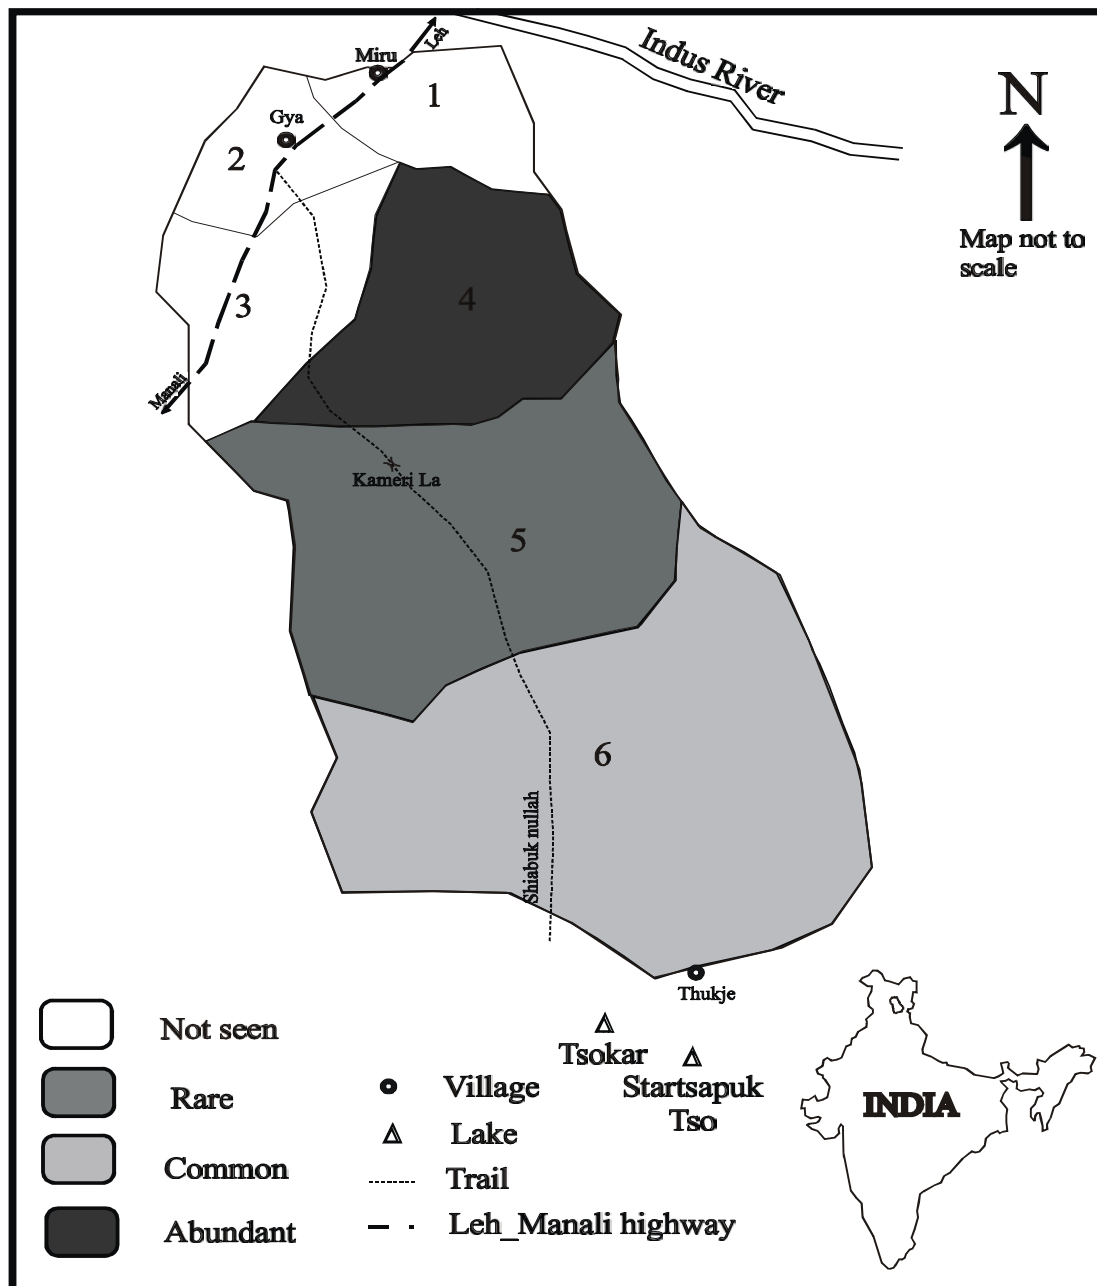 Leh
Miru
Indus River
1
N
Gya
2
Map not to
scale
3
4
Manali
Kameri La
5
6
Shiabuk nullah
Thukje
Not seen
Tsokar
Rare
Village
Startsapuk
Tso
INDIA
Lake
Common
Trail
Abundant
Leh_Manali highway